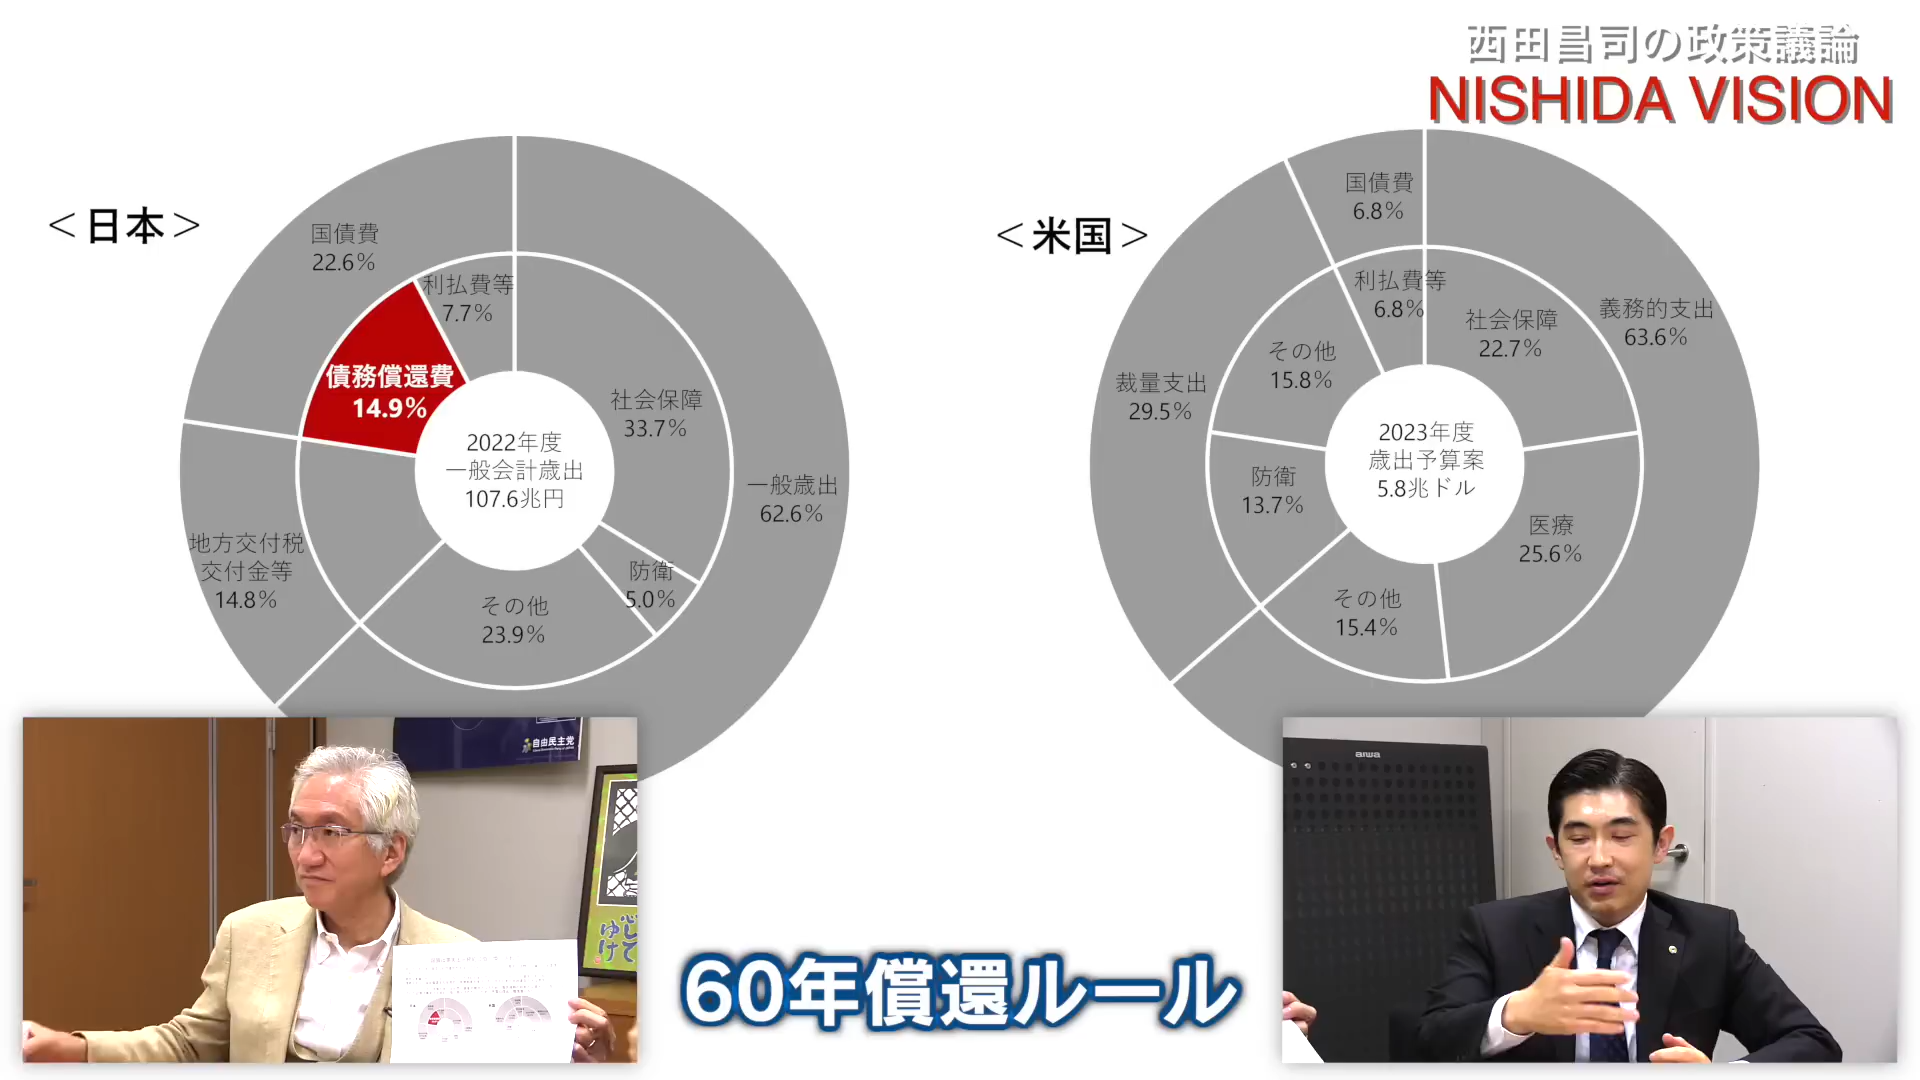 西田昌司の政策議論
NISHIDA VISION
＜日本＞
国債費
22.6%
利払費等
7.7%
債務償還費
14.9%
社会保障
33.7%
2022年度
一般会計歳出
107.6兆円
一般歳出
62.6%
地方交付税
交付金等
14.8%
防衛
5.0%
その他
23.9%
＜米国＞
国債費
6.8%
利払費等
6.8%
社会保障
22.7%
義務的支出
63.6%
その他
15.8%
裁量支出
29.5%
2023年度
歳出予算案
5.8兆ドル
防衛
13.7%
医療
25.6%
その他
15.4%
自由民主党
aiwa
60年償還ルール